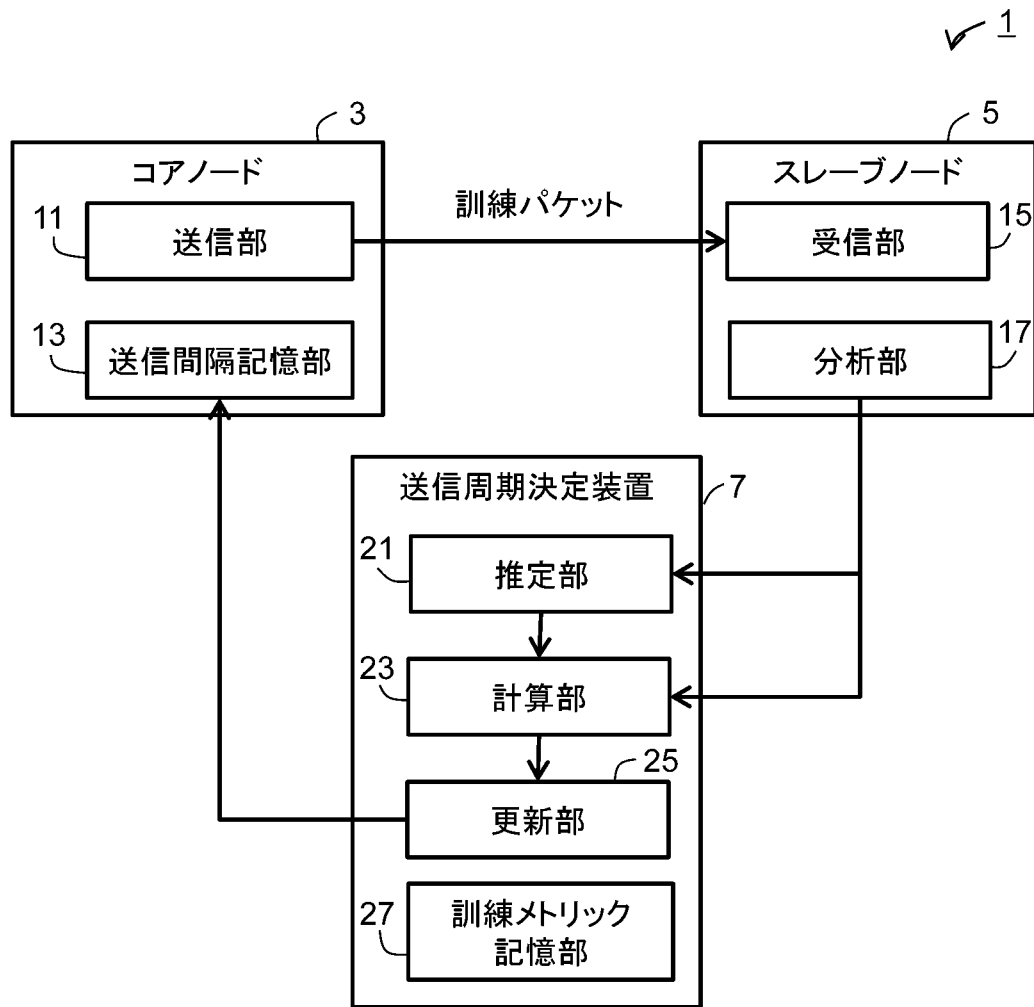 1
3
コアノード
11
送信部
13
送信間隔記憶部
訓練パケット
5
スレーブノード
受信部
15
分析部
17
送信周期決定装置
7
21
推定部
23
計算部
25
更新部
27
訓練メトリック
記憶部